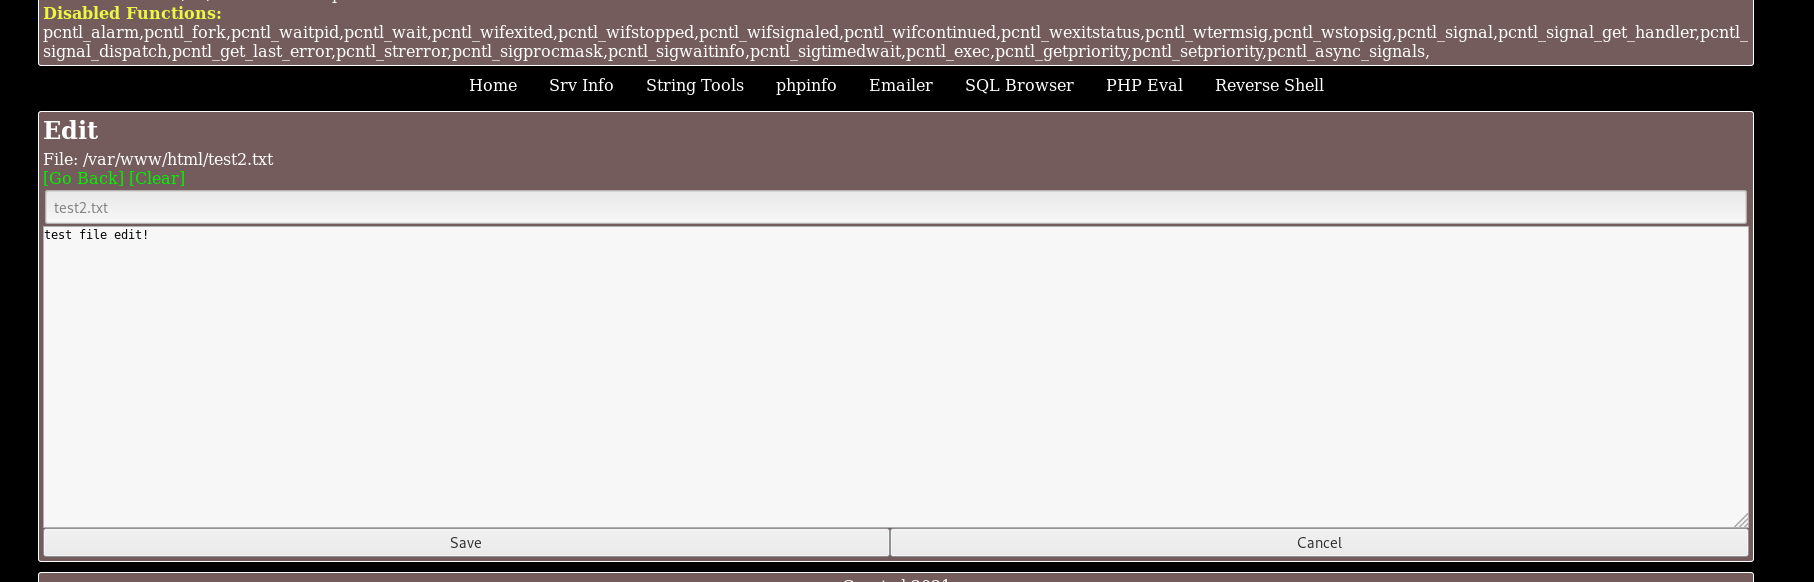 Disabled Functions:
pcntl_alarm,pcntl_fork,pcntl_waitpid,pcntl_wait,pcntl_wifexited,pcntl_wifstopped,pcntl_wifsignaled,pcntl_wifcontinued,pcntl_wexitstatus,pcntl_wtermsig,pcntl_wstopsig,pcntl_signal,pcntl_signal_get_handler,pcntl_
signal_dispatch,pcntl_get_last_error,pcntl_strerror,pcntl_sigprocmask,pcntl_sigwaitinfo,pcntl_sigtimedwait,pcntl_exec,pcntl_getpriority,pcntl_setpriority,pcntl_async_signals,
Home Srv Info String Tools phpinfo Emailer SQL Browser PHP Eval Reverse Shell
Edit
File: /var/www/html/test2.txt
[Go Back] [Clear]
test2.txt
test file edit!
Save Cancel